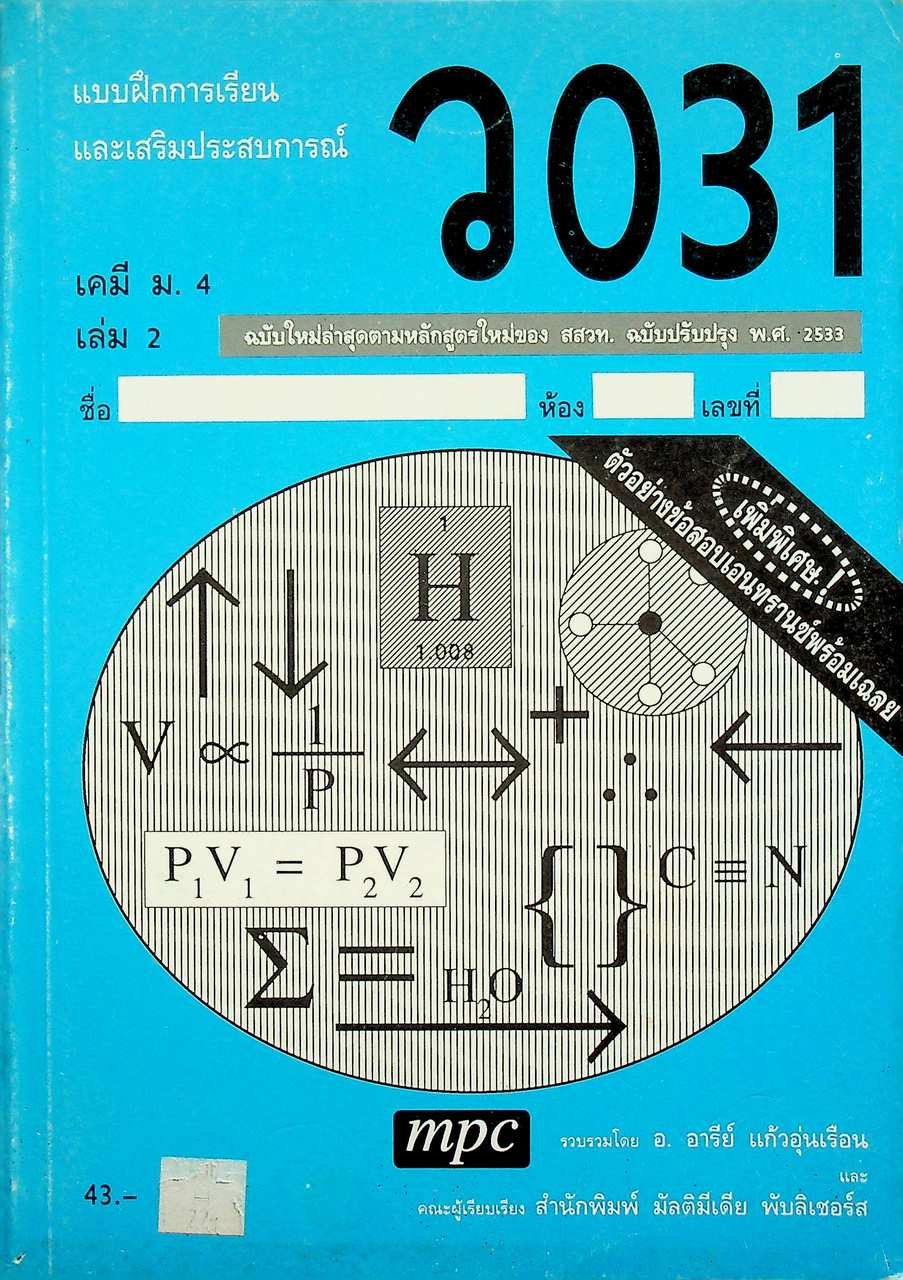 แบบฝึกการเรียน
และเสริมประสบการณ์
ว031
เคมี ม. 4
เล่ม 2
ฉบับใหม่ล่าสุดตามหลักสูตรใหม่ของ สสวท. ฉบับปรับปรุง พ.ศ. 2533
ชื่อ ห้อง เลขที่
เพิ่มพิเศษ !
ตัวอย่างข้อสอบเอนทรานซ์พร้อมเฉลย
1
H
1.008
↑ ↓
V ∝ 1/P ↔ + ∴ ←
P₁V₁ = P₂V₂
{ } C ≡ N
Σ = H₂O
→
mpc
รวบรวมโดย อ. อารีย์ แก้วอุ่นเรือน
และ
คณะผู้เรียบเรียง สำนักพิมพ์ มัลติมีเดีย พับลิเชอร์ส
43.-